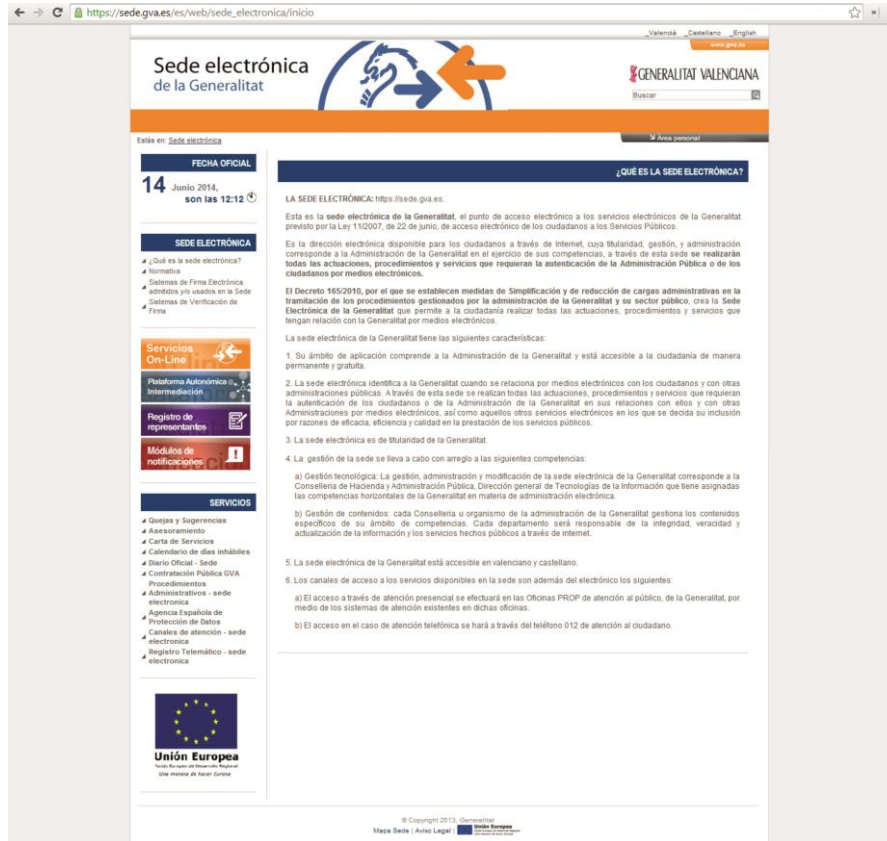 https://sede.gva.es/es/web/sede_electronica/inicio
_Valencià _Castellano _English
www.gva.es
Sede electrónica
de la Generalitat
GENERALITAT VALENCIANA
Buscar
Estás en: Sede electrónica
Área personal
FECHA OFICIAL
14 Junio 2014,
son las 12:12
SEDE ELECTRÓNICA
¿Qué es la sede electrónica?
Normativa
Sistemas de Firma Electrónica
admitidos y/o usados en la Sede
Sistemas de Verificación de
Firma
Servicios
On-Line
Plataforma Autonómica
Intermediación
Registro de
representantes
Módulos de
notificaciones
SERVICIOS
Quejas y Sugerencias
Asesoramiento
Carta de Servicios
Calendario de días inhábiles
Diario Oficial - Sede
Contratación Pública GVA
Procedimientos
Administrativos - sede
electronica
Agencia Española de
Protección de Datos
Canales de atención - sede
electronica
Registro Telemático - sede
electronica
Unión Europea
Fondo Europeo de Desarrollo Regional
Una manera de hacer Europa
¿QUÉ ES LA SEDE ELECTRÓNICA?
LA SEDE ELECTRÓNICA: https://sede.gva.es.
Esta es la sede electrónica de la Generalitat, el punto de acceso electrónico a los servicios electrónicos de la Generalitat
previsto por la Ley 11/2007, de 22 de junio, de acceso electrónico de los ciudadanos a los Servicios Públicos.
Es la dirección electrónica disponible para los ciudadanos a través de Internet, cuya titularidad, gestión, y administración
corresponde a la Administración de la Generalitat en el ejercicio de sus competencias, a través de esta sede se realizarán
todas las actuaciones, procedimientos y servicios que requieran la autenticación de la Administración Pública o de los
ciudadanos por medios electrónicos.
El Decreto 165/2010, por el que se establecen medidas de Simplificación y de reducción de cargas administrativas en la
tramitación de los procedimientos gestionados por la administración de la Generalitat y su sector público, crea la Sede
Electrónica de la Generalitat que permite a la ciudadanía realizar todas las actuaciones, procedimientos y servicios que
tengan relación con la Generalitat por medios electrónicos.
La sede electrónica de la Generalitat tiene las siguientes características:
1. Su ámbito de aplicación comprende a la Administración de la Generalitat y está accesible a la ciudadanía de manera
permanente y gratuita.
2. La sede electrónica identifica a la Generalitat cuando se relaciona por medios electrónicos con los ciudadanos y con otras
administraciones públicas. A través de esta sede se realizan todas las actuaciones, procedimientos y servicios que requieran
la autenticación de los ciudadanos o de la Administración de la Generalitat en sus relaciones con ellos y con otras
Administraciones por medios electrónicos, así como aquellos otros servicios electrónicos en los que se decida su inclusión
por razones de eficacia, eficiencia y calidad en la prestación de los servicios públicos.
3. La sede electrónica es de titularidad de la Generalitat.
4. La gestión de la sede se lleva a cabo con arreglo a las siguientes competencias:
a) Gestión tecnológica: La gestión, administración y modificación de la sede electrónica de la Generalitat corresponde a la
Conselleria de Hacienda y Administración Pública, Dirección general de Tecnologías de la Información que tiene asignadas
las competencias horizontales de la Generalitat en materia de administración electrónica.
b) Gestión de contenidos: cada Conselleria u organismo de la administración de la Generalitat gestiona los contenidos
específicos de su ámbito de competencias. Cada departamento será responsable de la integridad, veracidad y
actualización de la información y los servicios hechos públicos a través de internet.
5. La sede electrónica de la Generalitat está accesible en valenciano y castellano.
6. Los canales de acceso a los servicios disponibles en la sede son además del electrónico los siguientes:
a) El acceso a través de atención presencial se efectuará en las Oficinas PROP de atención al público, de la Generalitat, por
medio de los sistemas de atención existentes en dichas oficinas.
b) El acceso en el caso de atención telefónica se hará a través del teléfono 012 de atención al ciudadano.
© Copyright 2013, Generalitat
Mapa Sede | Aviso Legal |
Unión Europea